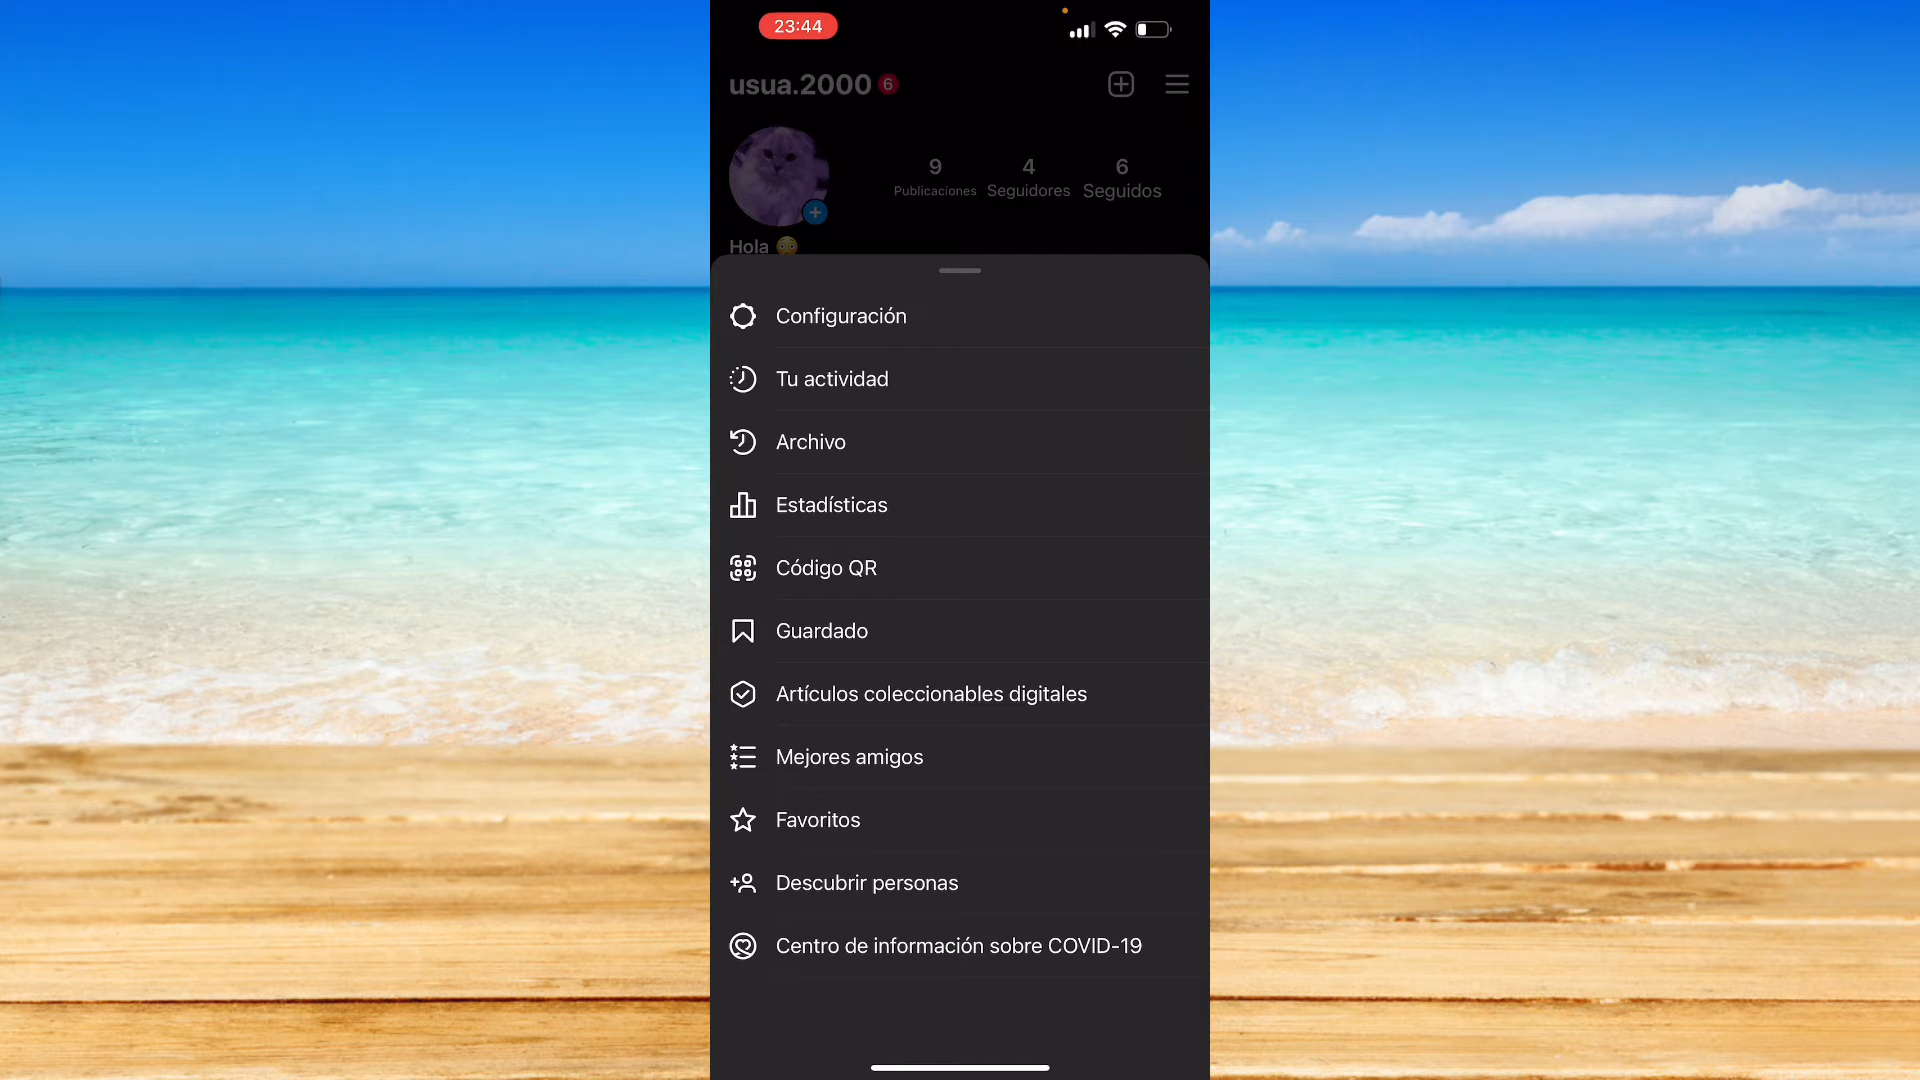 23:44
usua.2000 6
9 4 6
Publicaciones Seguidores Seguidos
Hola 😳
Configuración
Tu actividad
Archivo
Estadísticas
Código QR
Guardado
Artículos coleccionables digitales
Mejores amigos
Favoritos
Descubrir personas
Centro de información sobre COVID-19